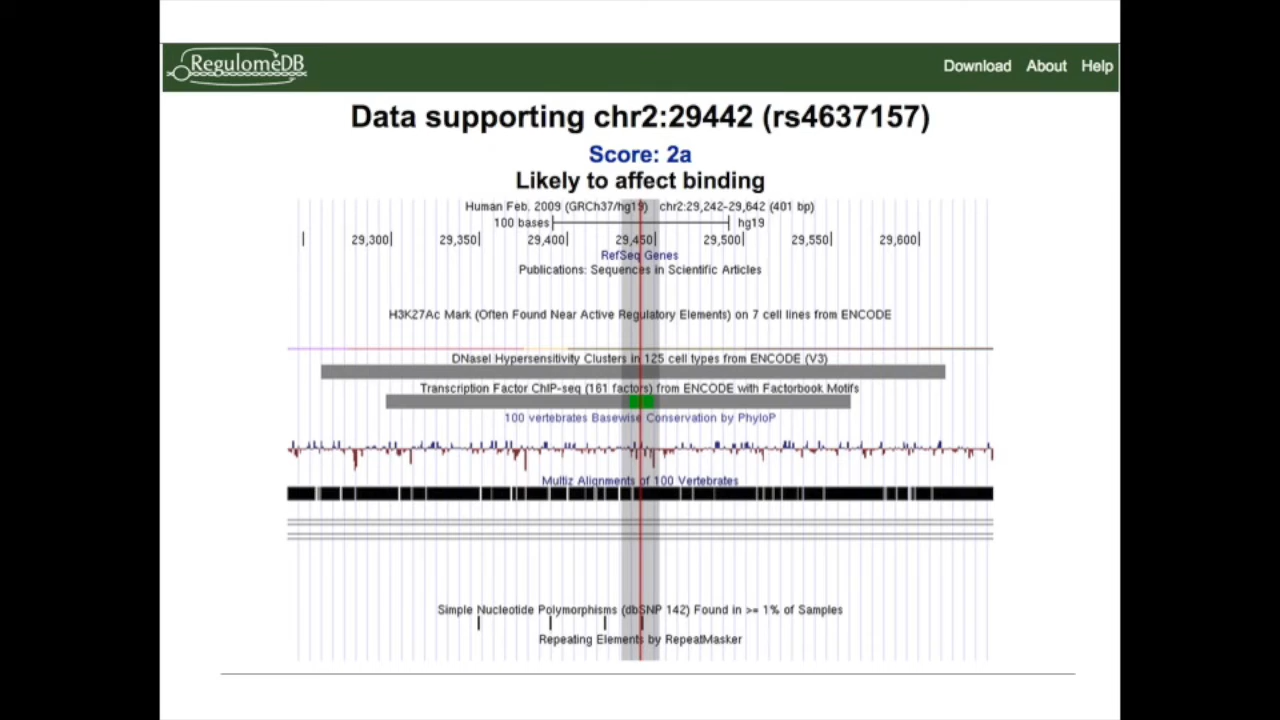 RegulomeDB
Download About Help
Data supporting chr2:29442 (rs4637157)
Score: 2a
Likely to affect binding
Human Feb. 2009 (GRCh37/hg19) chr2:29,242-29,642 (401 bp)
100 bases hg19
29,300 29,350 29,400 29,450 29,500 29,550 29,600
RefSeq Genes
Publications: Sequences in Scientific Articles
H3K27Ac Mark (Often Found Near Active Regulatory Elements) on 7 cell lines from ENCODE
DNaseI Hypersensitivity Clusters in 125 cell types from ENCODE (V3)
Transcription Factor ChIP-seq (161 factors) from ENCODE with Factorbook Motifs
100 vertebrates Basewise Conservation by PhyloP
Multiz Alignments of 100 Vertebrates
Simple Nucleotide Polymorphisms (dbSNP 142) Found in >= 1% of Samples
Repeating Elements by RepeatMasker